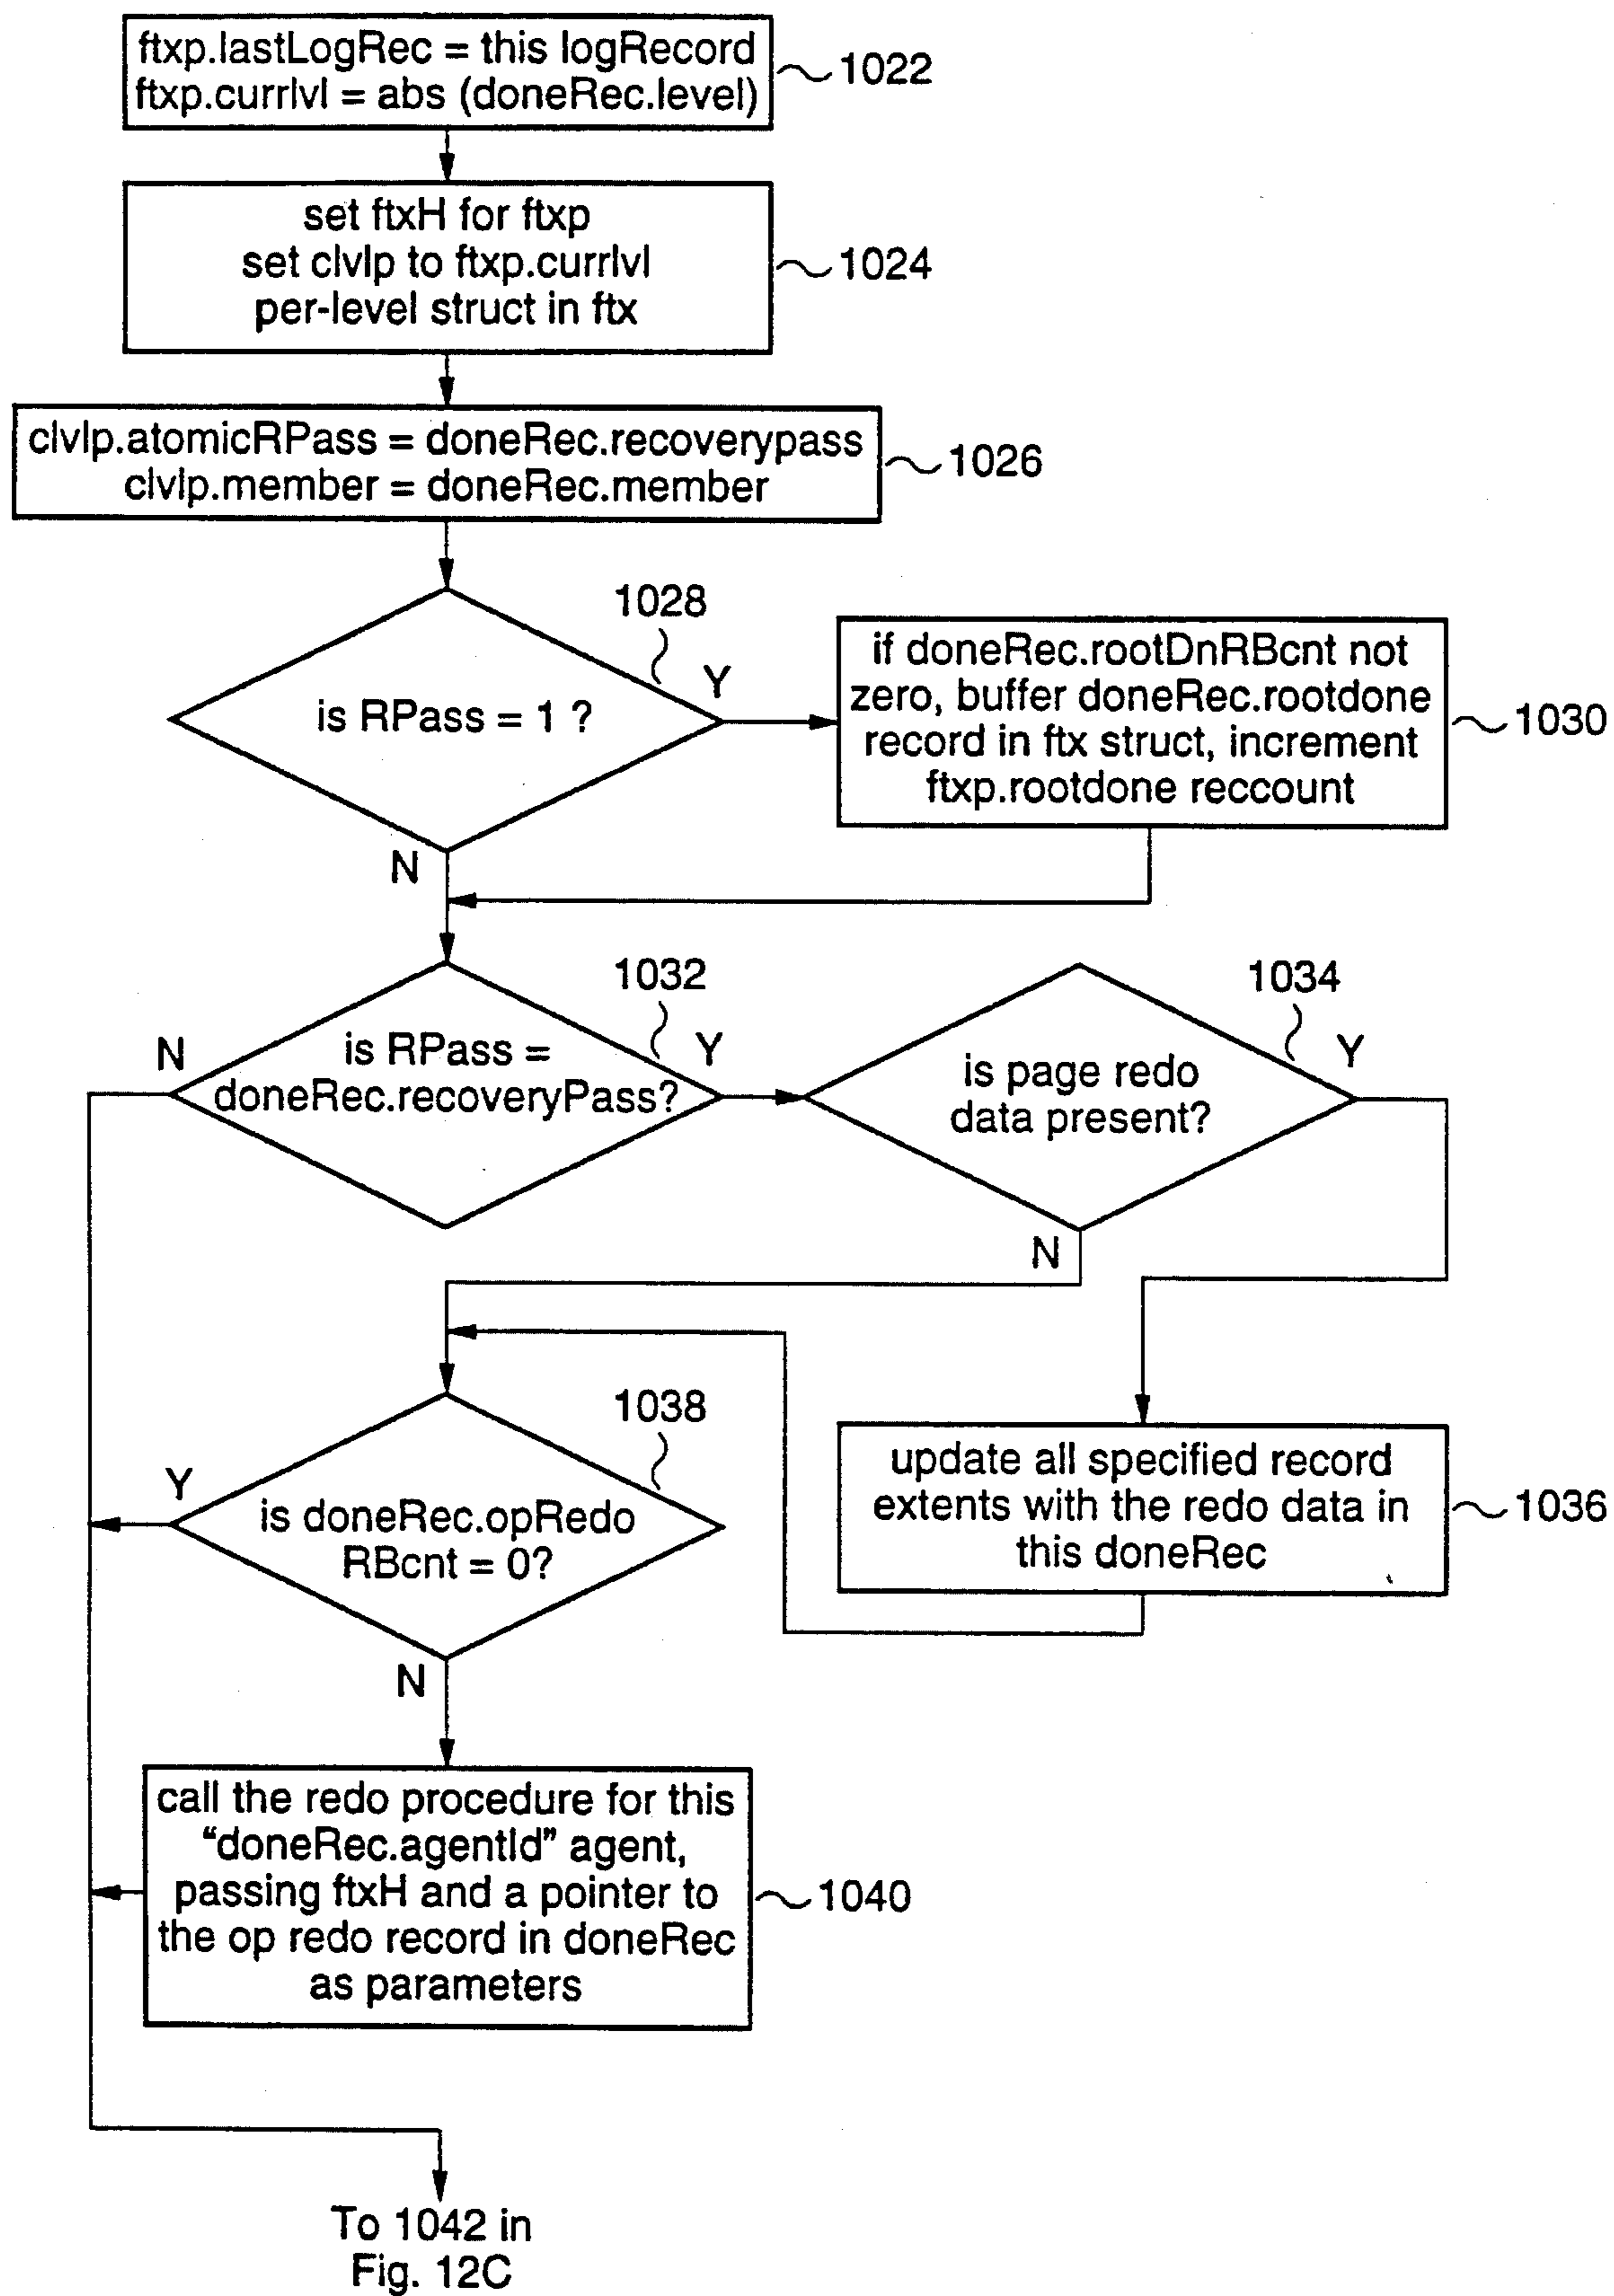 ftxp.lastLogRec = this logRecord
ftxp.currlvl = abs (doneRec.level)
1022
set ftxH for ftxp
set clvlp to ftxp.currlvl
per-level struct in ftx
1024
clvlp.atomicRPass = doneRec.recoverypass
clvlp.member = doneRec.member
1026
1028
is RPass = 1 ?
Y
N
if doneRec.rootDnRBcnt not
zero, buffer doneRec.rootdone
record in ftx struct, increment
ftxp.rootdone reccount
1030
1032
N
is RPass =
doneRec.recoveryPass?
Y
1034
is page redo
data present?
Y
N
1038
Y
is doneRec.opRedo
RBcnt = 0?
N
update all specified record
extents with the redo data in
this doneRec
1036
call the redo procedure for this
“doneRec.agentId” agent,
passing ftxH and a pointer to
the op redo record in doneRec
as parameters
1040
To 1042 in
Fig. 12C